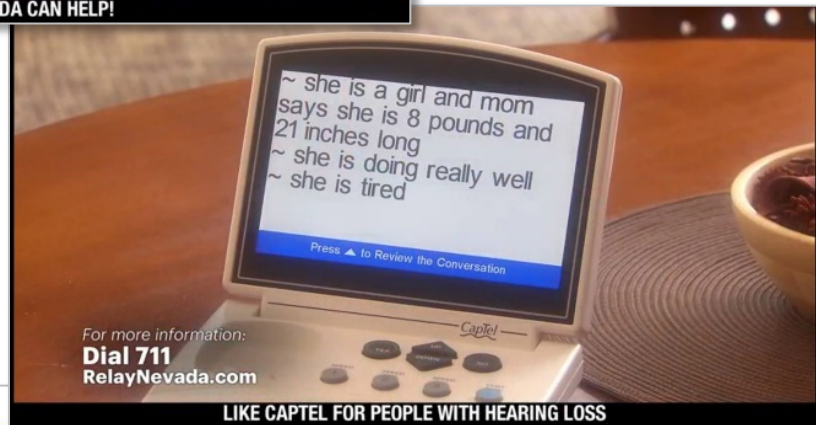 DA CAN HELP!
~ she is a girl and mom
says she is 8 pounds and
21 inches long
~ she is doing really well
~ she is tired
Press ▲ to Review the Conversation
CapTel
For more information:
Dial 711
RelayNevada.com
LIKE CAPTEL FOR PEOPLE WITH HEARING LOSS